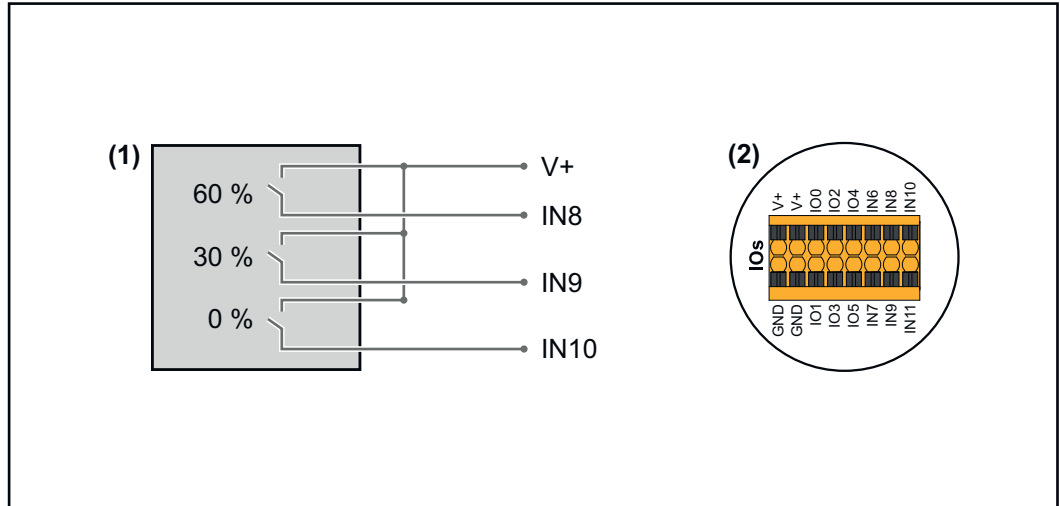 (1)
60 %
30 %
0 %
V+
IN8
IN9
IN10
(2)
V+ V+ IO0 IO2 IO4 IN6 IN8 IN10
IOs
GND GND IO1 IO3 IO5 IN7 IN9 IN11